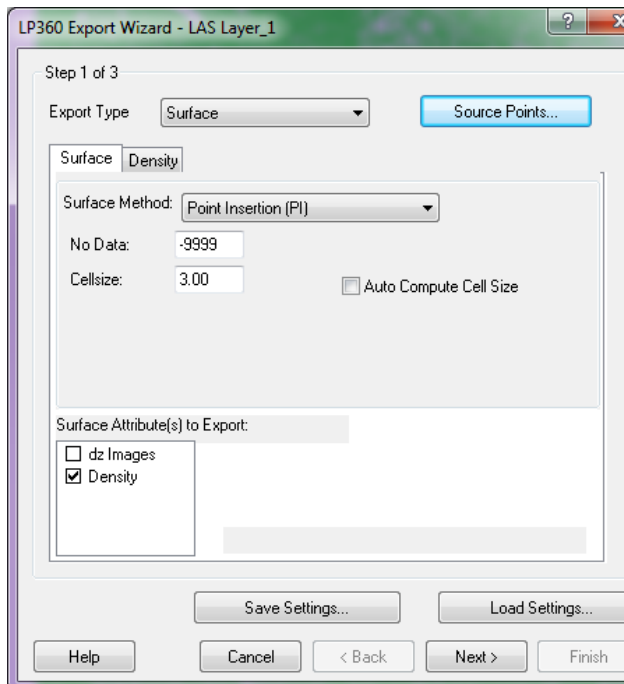 LP360 Export Wizard - LAS Layer_1
?
X
Step 1 of 3
Export Type
Surface
Source Points...
Surface
Density
Surface Method:
Point Insertion (PI)
No Data:
-9999
Cellsize:
3.00
Auto Compute Cell Size
Surface Attribute(s) to Export:
dz Images
Density
Save Settings...
Load Settings...
Help
Cancel
< Back
Next >
Finish